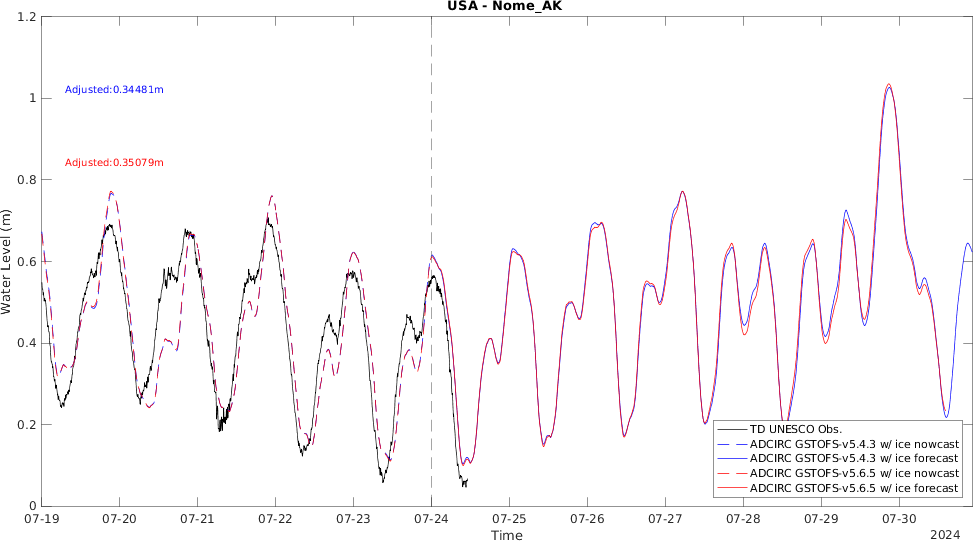 USA - Nome_AK
1.2
1
0.8
0.6
0.4
0.2
0
Water Level (m)
Adjusted:0.34481m
Adjusted:0.35079m
TD UNESCO Obs.
ADCIRC GSTOFS-v5.4.3 w/ ice nowcast
ADCIRC GSTOFS-v5.4.3 w/ ice forecast
ADCIRC GSTOFS-v5.6.5 w/ ice nowcast
ADCIRC GSTOFS-v5.6.5 w/ ice forecast
07-19 07-20 07-21 07-22 07-23 07-24 07-25 07-26 07-27 07-28 07-29 07-30
Time
2024